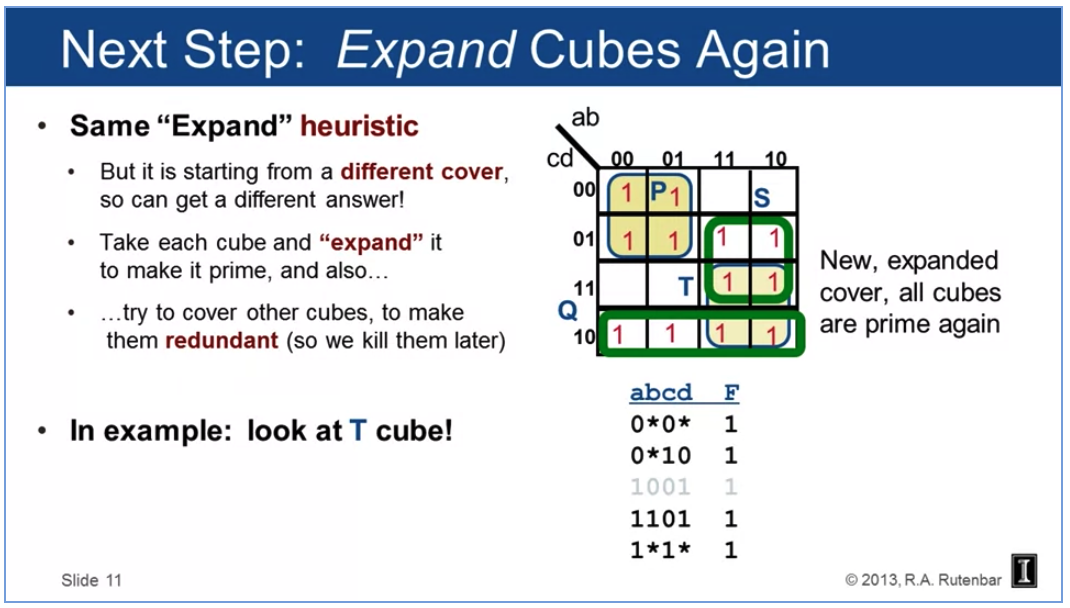 Next Step: Expand Cubes Again
• Same “Expand” heuristic
• But it is starting from a different cover,
so can get a different answer!
• Take each cube and “expand” it
to make it prime, and also…
• …try to cover other cubes, to make
them redundant (so we kill them later)
• In example: look at T cube!
ab
cd 00 01 11 10
00 1 P 1 S
01 1 1 1 1
11 T 1 1
Q
10 1 1 1 1
New, expanded
cover, all cubes
are prime again
abcd F
0*0* 1
0*10 1
1001 1
1101 1
1*1* 1
Slide 11
© 2013, R.A. Rutenbar
I